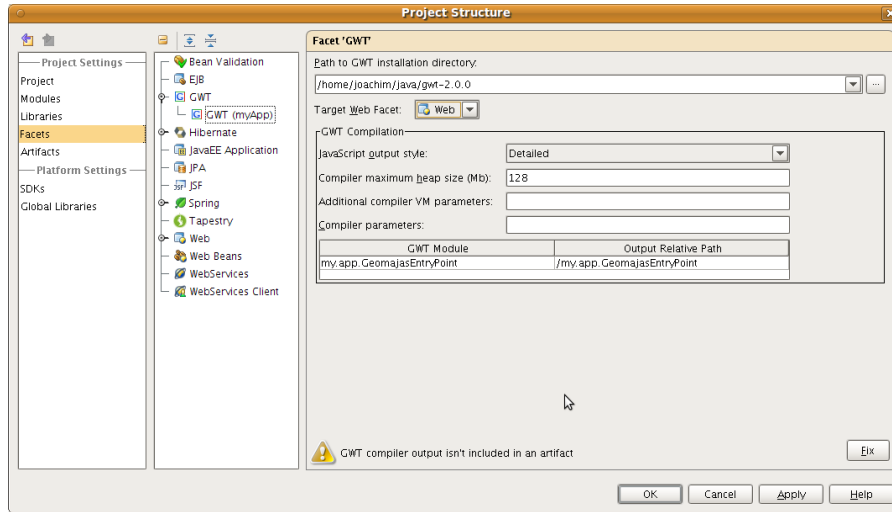 Project Structure
Project Settings
Project
Modules
Libraries
Facets
Artifacts
Platform Settings
SDKs
Global Libraries
Bean Validation
EJB
GWT
GWT (myApp)
Hibernate
JavaEE Application
JPA
JSF
Spring
Tapestry
Web
Web Beans
WebServices
WebServices Client
Facet 'GWT'
Path to GWT installation directory:
/home/joachim/java/gwt-2.0.0
...
Target Web Facet: Web
GWT Compilation
JavaScript output style: Detailed
Compiler maximum heap size (Mb): 128
Additional compiler VM parameters:
Compiler parameters:
GWT Module Output Relative Path
my.app.GeomajasEntryPoint /my.app.GeomajasEntryPoint
GWT compiler output isn't included in an artifact
Fix
OK Cancel Apply Help